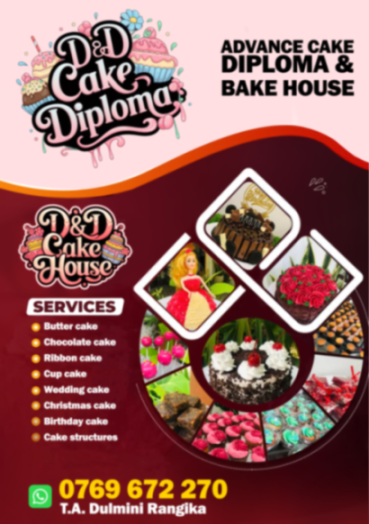 D&D
Cake
Diploma
ADVANCE CAKE
DIPLOMA &
BAKE HOUSE
D&D
Cake
House
SERVICES
Butter cake
Chocolate cake
Ribbon cake
Cup cake
Wedding cake
Christmas cake
Birthday cake
Cake structures
0769 672 270
T.A. Dulmini Rangika